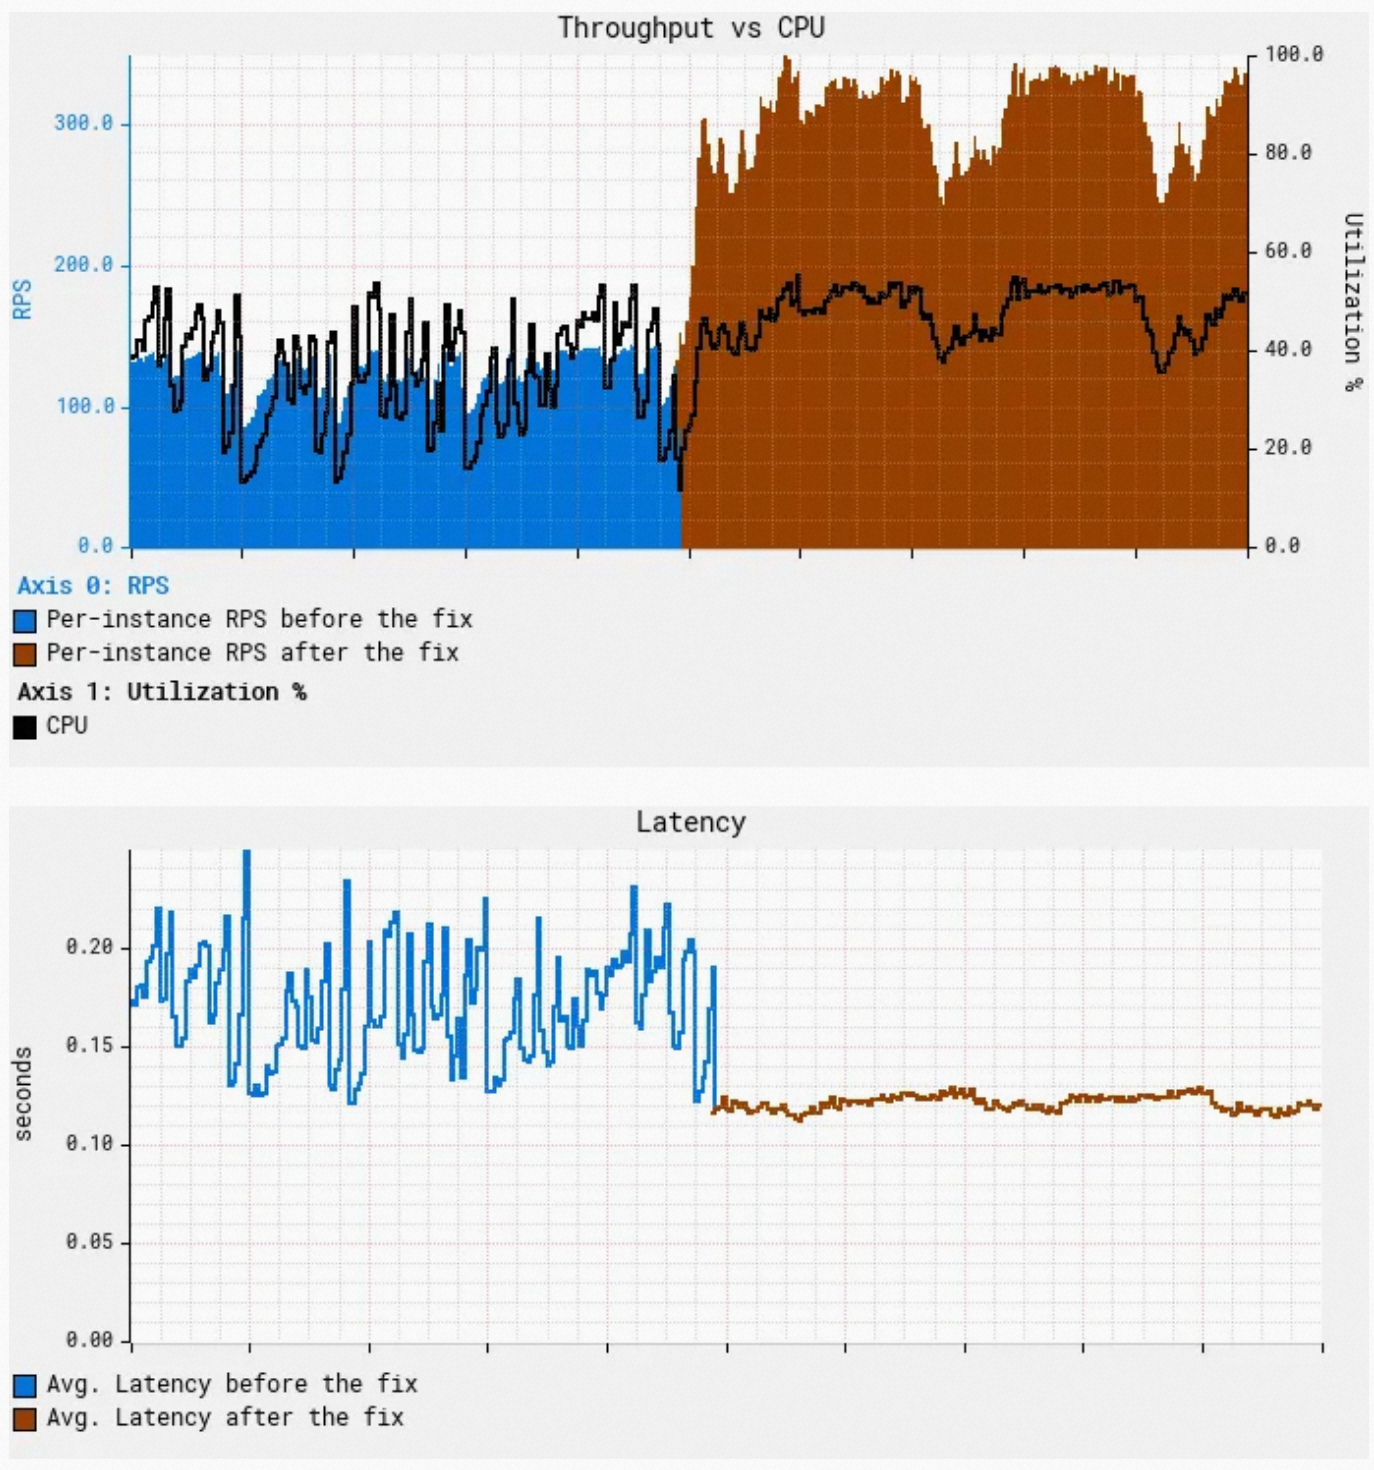 Throughput vs CPU
100.0
300.0
80.0
60.0
200.0
RPS
Utilization %
40.0
100.0
20.0
0.0
0.0
Axis 0: RPS
Per-instance RPS before the fix
Per-instance RPS after the fix
Axis 1: Utilization %
CPU
Latency
0.20
0.15
seconds
0.10
0.05
0.00
Avg. Latency before the fix
Avg. Latency after the fix